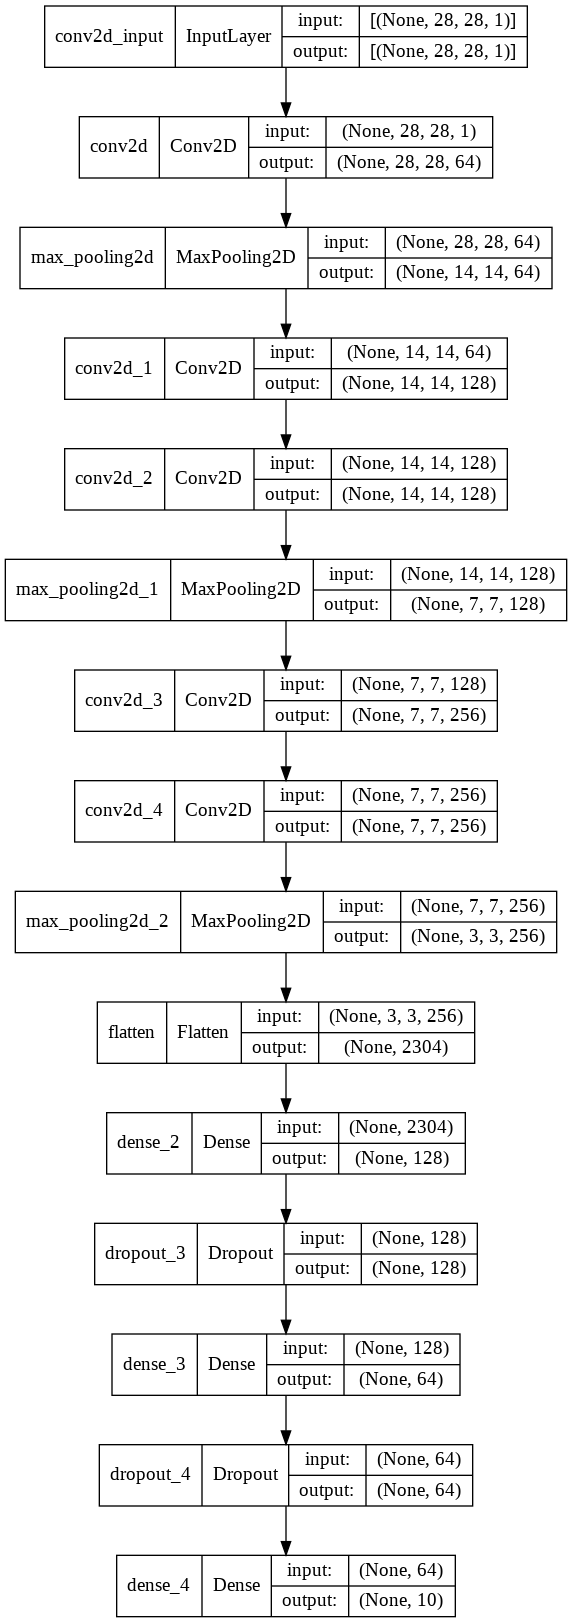 conv2d_input InputLayer input: [(None, 28, 28, 1)]
output: [(None, 28, 28, 1)]
conv2d Conv2D input: (None, 28, 28, 1)
output: (None, 28, 28, 64)
max_pooling2d MaxPooling2D input: (None, 28, 28, 64)
output: (None, 14, 14, 64)
conv2d_1 Conv2D input: (None, 14, 14, 64)
output: (None, 14, 14, 128)
conv2d_2 Conv2D input: (None, 14, 14, 128)
output: (None, 14, 14, 128)
max_pooling2d_1 MaxPooling2D input: (None, 14, 14, 128)
output: (None, 7, 7, 128)
conv2d_3 Conv2D input: (None, 7, 7, 128)
output: (None, 7, 7, 256)
conv2d_4 Conv2D input: (None, 7, 7, 256)
output: (None, 7, 7, 256)
max_pooling2d_2 MaxPooling2D input: (None, 7, 7, 256)
output: (None, 3, 3, 256)
flatten Flatten input: (None, 3, 3, 256)
output: (None, 2304)
dense_2 Dense input: (None, 2304)
output: (None, 128)
dropout_3 Dropout input: (None, 128)
output: (None, 128)
dense_3 Dense input: (None, 128)
output: (None, 64)
dropout_4 Dropout input: (None, 64)
output: (None, 64)
dense_4 Dense input: (None, 64)
output: (None, 10)